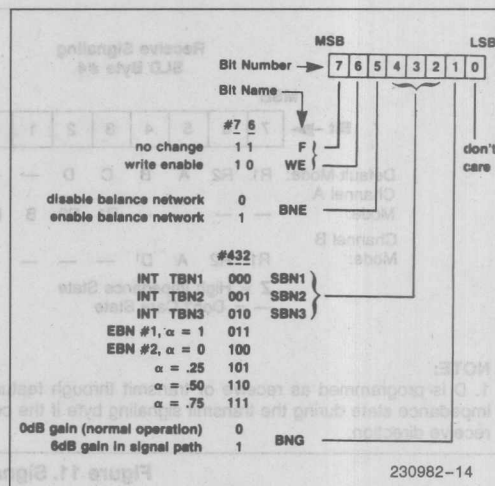 MSB LSB
Bit Number 7 6 5 4 3 2 1 0
Bit Name
#7 6
no change 1 1 F
write enable 1 0 WE
don't care
disable balance network 0
enable balance network 1 BNE
#432
INT TBN1 000 SBN1
INT TBN2 001 SBN2
INT TBN3 010 SBN3
EBN #1, α = 1 011
EBN #2, α = 0 100
α = .25 101
α = .50 110
α = .75 111
0dB gain (normal operation) 0
6dB gain in signal path 1 BNG
230982–14